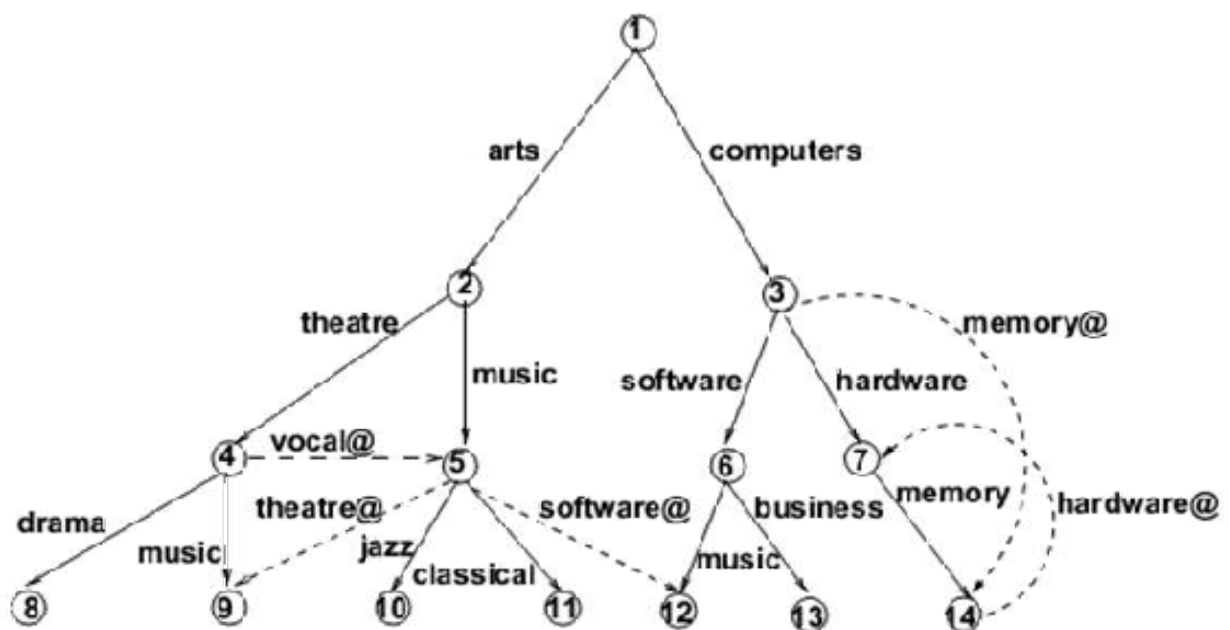 1
arts computers
2 3
theatre memory@
music software hardware
vocal@
4 5 6 7
drama theatre@ software@ business memory hardware@
music jazz classical music
8 9 10 11 12 13 14